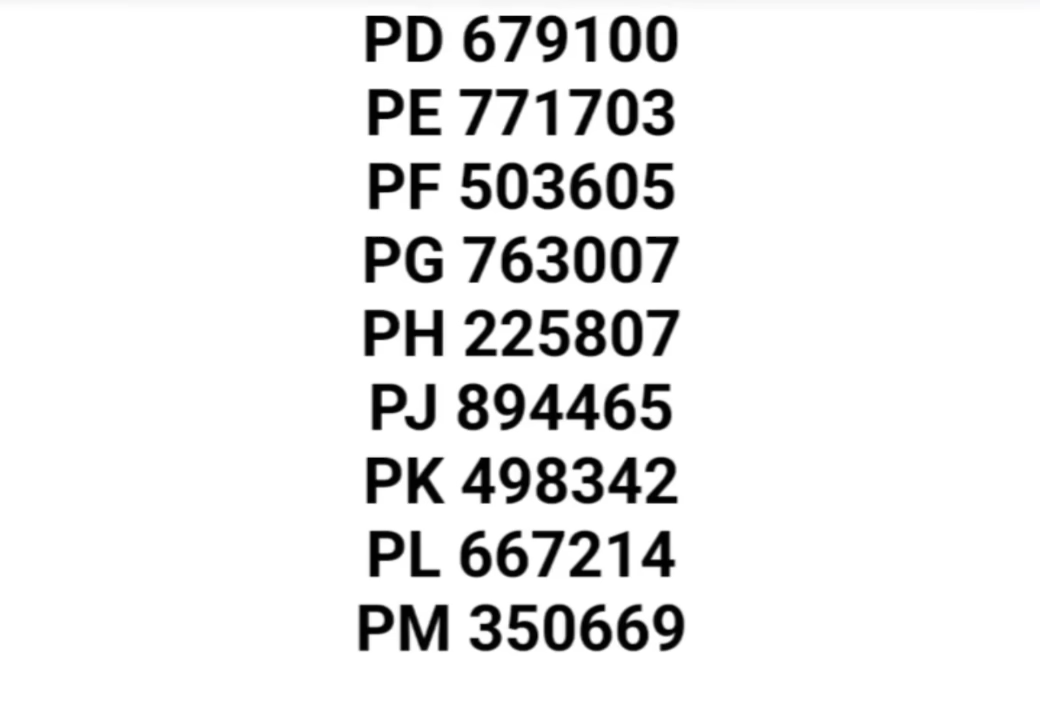 PD 679100
PE 771703
PF 503605
PG 763007
PH 225807
PJ 894465
PK 498342
PL 667214
PM 350669